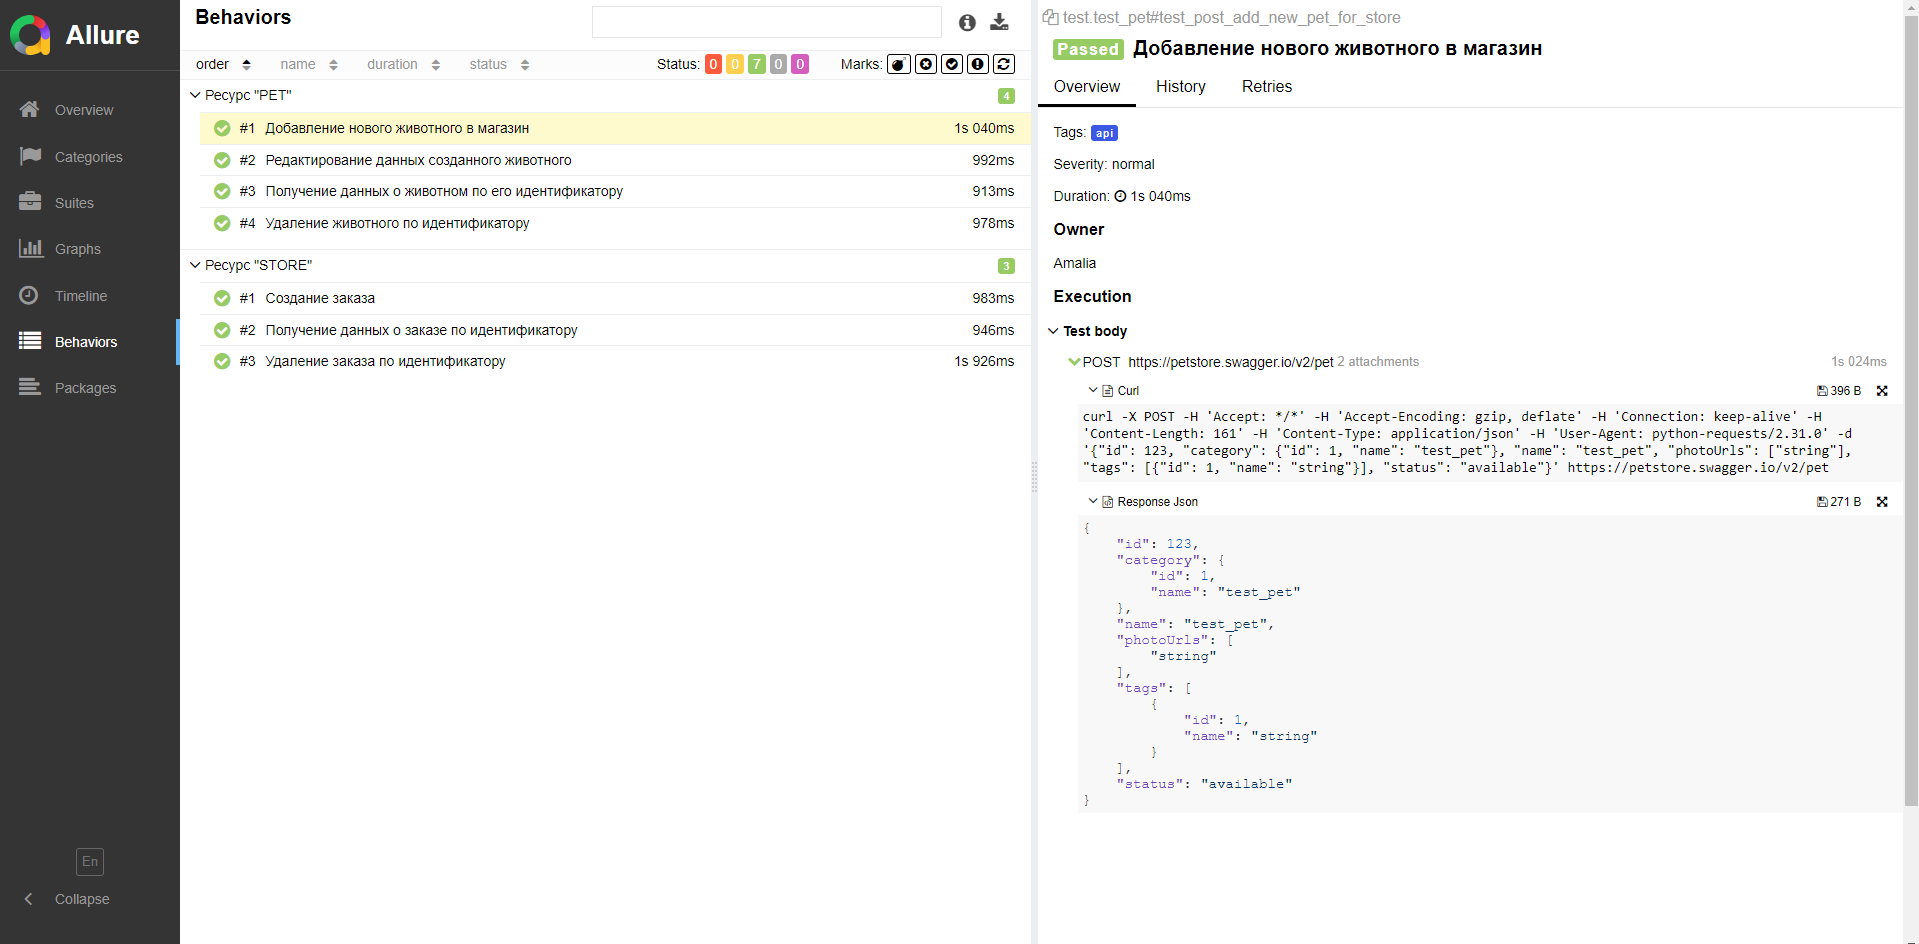 Allure
Overview
Categories
Suites
Graphs
Timeline
Behaviors
Packages
En
Collapse
Behaviors
order name duration status Status: 0 0 7 0 0 Marks:
Ресурс "PET" 4
#1 Добавление нового животного в магазин 1s 040ms
#2 Редактирование данных созданного животного 992ms
#3 Получение данных о животном по его идентификатору 913ms
#4 Удаление животного по идентификатору 978ms
Ресурс "STORE" 3
#1 Создание заказа 983ms
#2 Получение данных о заказе по идентификатору 946ms
#3 Удаление заказа по идентификатору 1s 926ms
test.test_pet#test_post_add_new_pet_for_store
Passed Добавление нового животного в магазин
Overview History Retries
Tags: api
Severity: normal
Duration: 1s 040ms
Owner
Amalia
Execution
Test body
POST https://petstore.swagger.io/v2/pet 2 attachments 1s 024ms
Curl 396 B
curl -X POST -H 'Accept: */*' -H 'Accept-Encoding: gzip, deflate' -H 'Connection: keep-alive' -H
'Content-Length: 161' -H 'Content-Type: application/json' -H 'User-Agent: python-requests/2.31.0' -d
'{"id": 123, "category": {"id": 1, "name": "test_pet"}, "name": "test_pet", "photoUrls": ["string"],
"tags": [{"id": 1, "name": "string"}], "status": "available"}' https://petstore.swagger.io/v2/pet
Response Json 271 B
{
"id": 123,
"category": {
"id": 1,
"name": "test_pet"
},
"name": "test_pet",
"photoUrls": [
"string"
],
"tags": [
{
"id": 1,
"name": "string"
}
],
"status": "available"
}